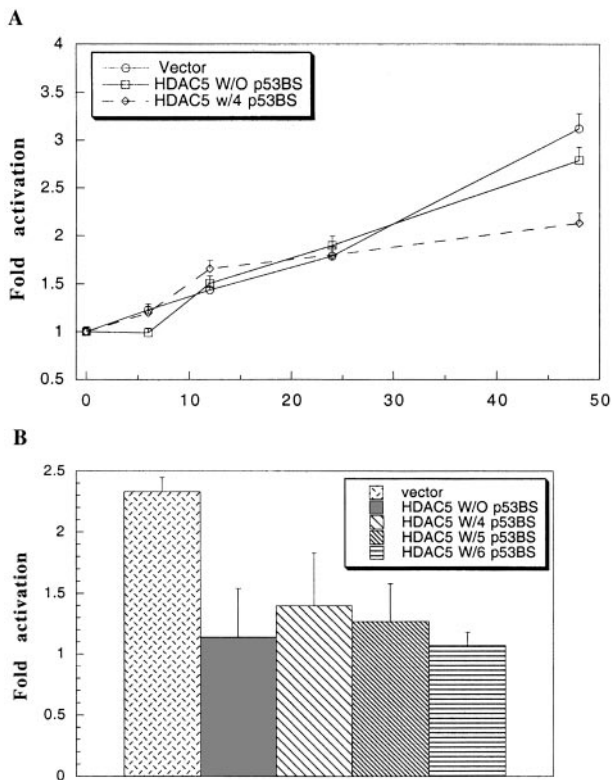 A
Fold activation
4
3.5
3
2.5
2
1.5
1
0.5
Vector
HDAC5 W/O p53BS
HDAC5 w/4 p53BS
0 10 20 30 40 50
B
Fold activation
2.5
2
1.5
1
0.5
0
vector
HDAC5 W/O p53BS
HDAC5 W/4 p53BS
HDAC5 W/5 p53BS
HDAC5 W/6 p53BS